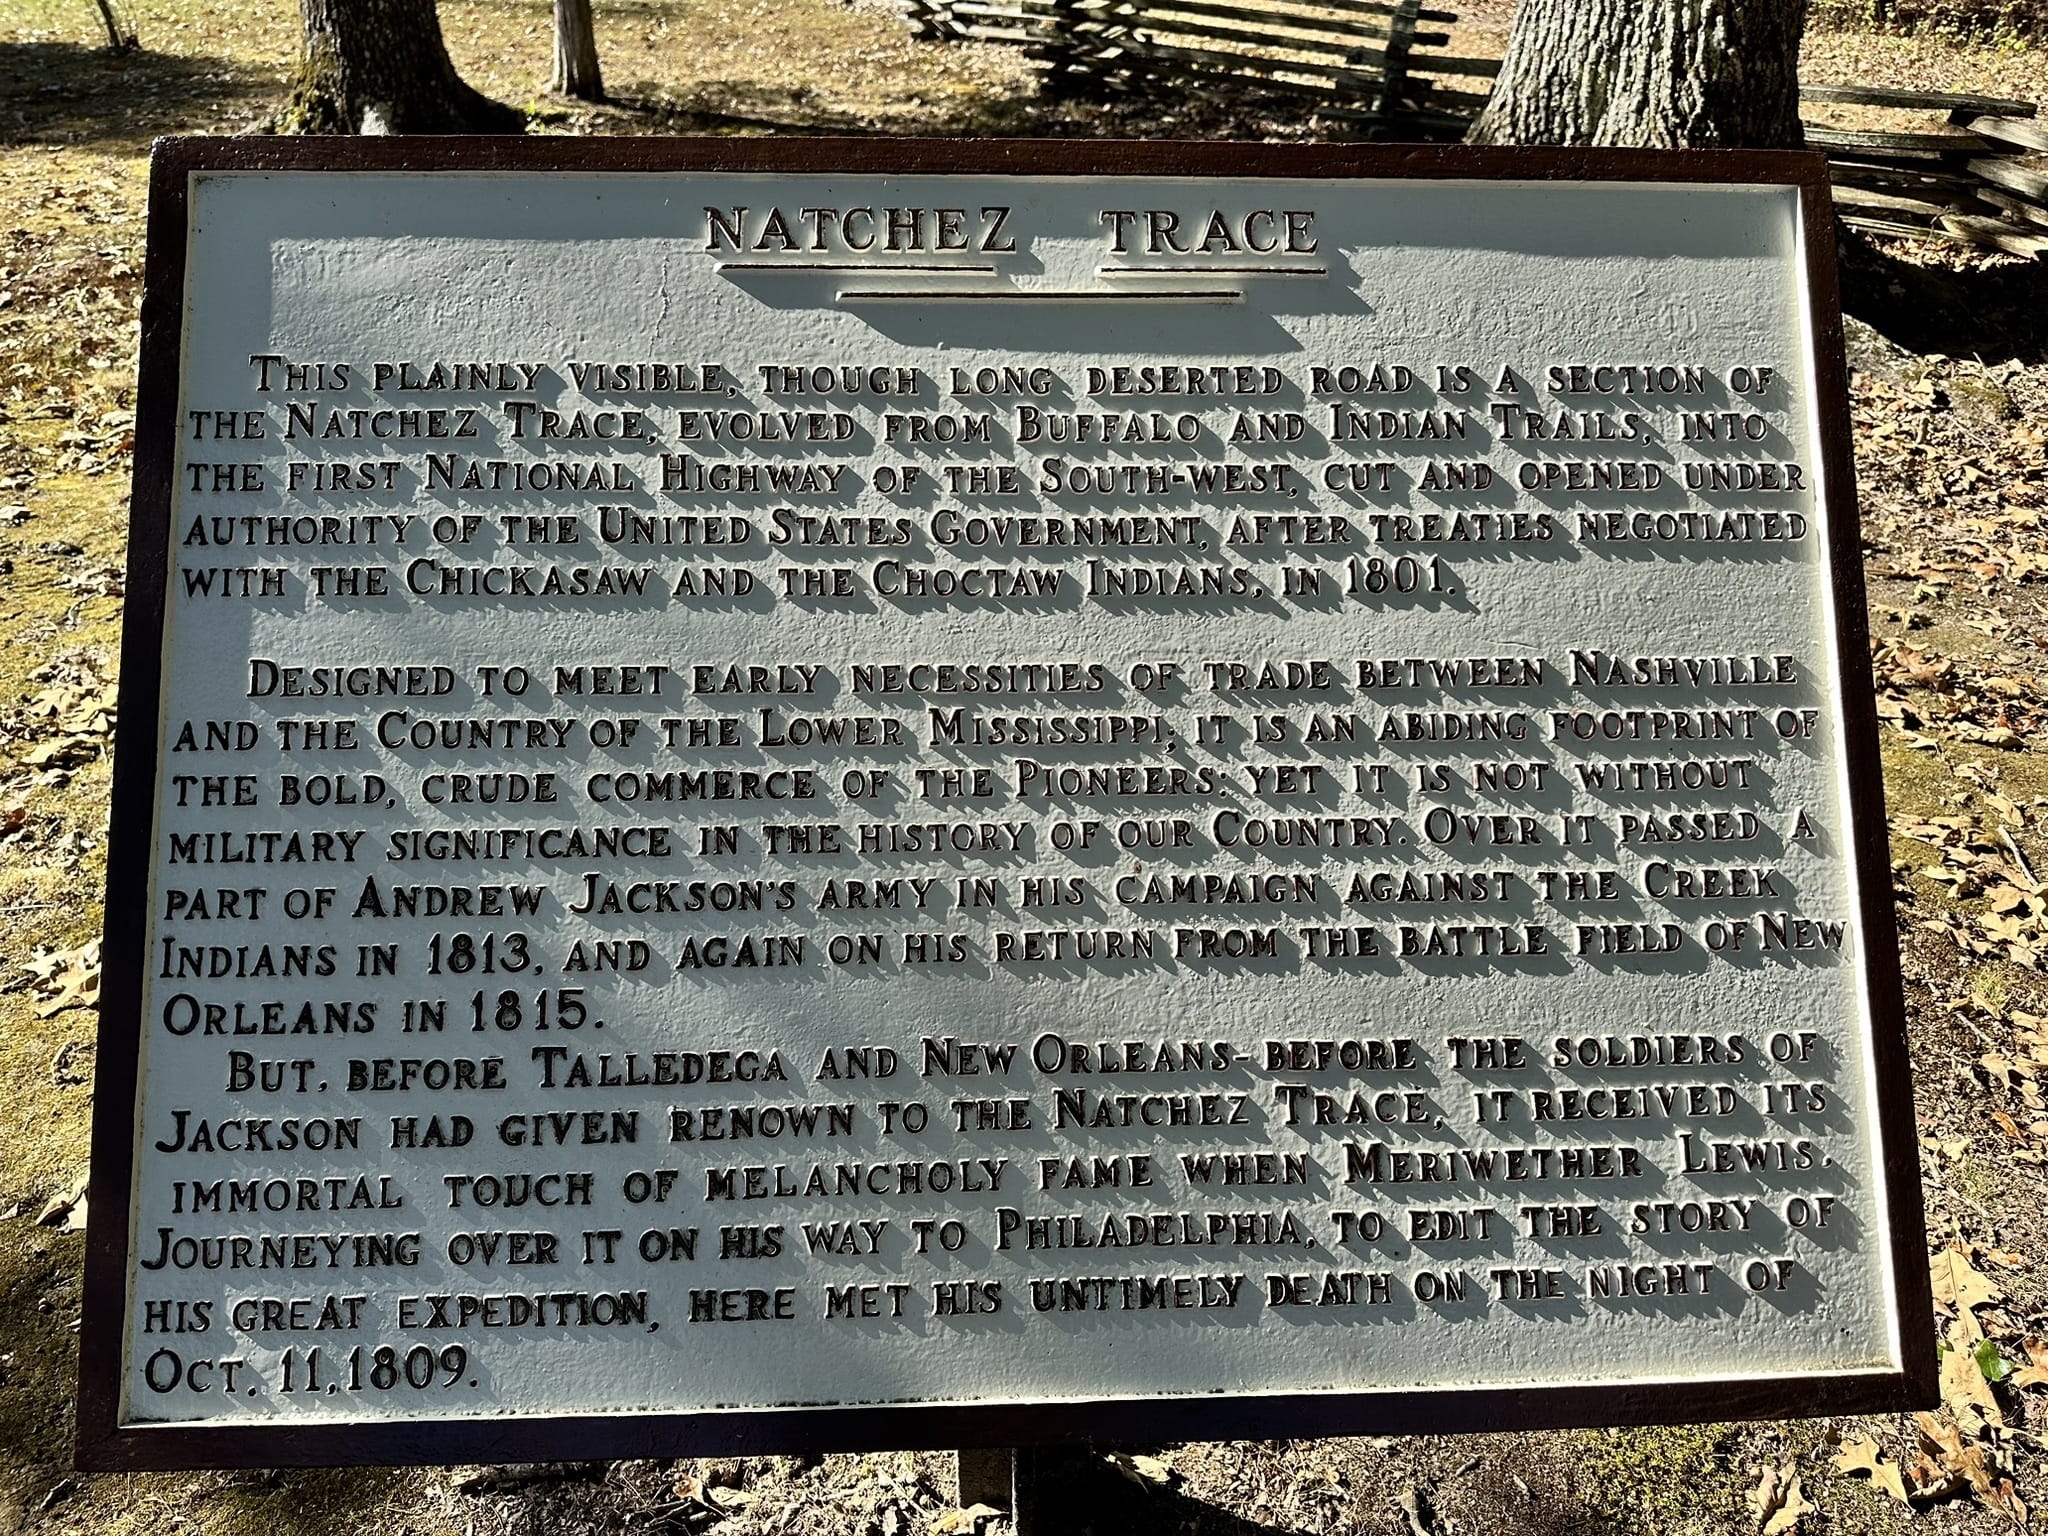 NATCHEZ TRACE
THIS PLAINLY VISIBLE, THOUGH LONG DESERTED ROAD IS A SECTION OF
THE NATCHEZ TRACE, EVOLVED FROM BUFFALO AND INDIAN TRAILS, INTO
THE FIRST NATIONAL HIGHWAY OF THE SOUTH-WEST, CUT AND OPENED UNDER
AUTHORITY OF THE UNITED STATES GOVERNMENT, AFTER TREATIES NEGOTIATED
WITH THE CHICKASAW AND THE CHOCTAW INDIANS, IN 1801.
DESIGNED TO MEET EARLY NECESSITIES OF TRADE BETWEEN NASHVILLE
AND THE COUNTRY OF THE LOWER MISSISSIPPI; IT IS AN ABIDING FOOTPRINT OF
THE BOLD, CRUDE COMMERCE OF THE PIONEERS: YET IT IS NOT WITHOUT
MILITARY SIGNIFICANCE IN THE HISTORY OF OUR COUNTRY. OVER IT PASSED A
PART OF ANDREW JACKSON'S ARMY IN HIS CAMPAIGN AGAINST THE CREEK
INDIANS IN 1813, AND AGAIN ON HIS RETURN FROM THE BATTLE FIELD OF NEW
ORLEANS IN 1815.
BUT, BEFORE TALLEDEGA AND NEW ORLEANS- BEFORE THE SOLDIERS OF
JACKSON HAD GIVEN RENOWN TO THE NATCHEZ TRACE, IT RECEIVED ITS
IMMORTAL TOUCH OF MELANCHOLY FAME WHEN MERIWETHER LEWIS,
JOURNEYING OVER IT ON HIS WAY TO PHILADELPHIA, TO EDIT THE STORY OF
HIS GREAT EXPEDITION, HERE MET HIS UNTIMELY DEATH ON THE NIGHT OF
OCT. 11, 1809.